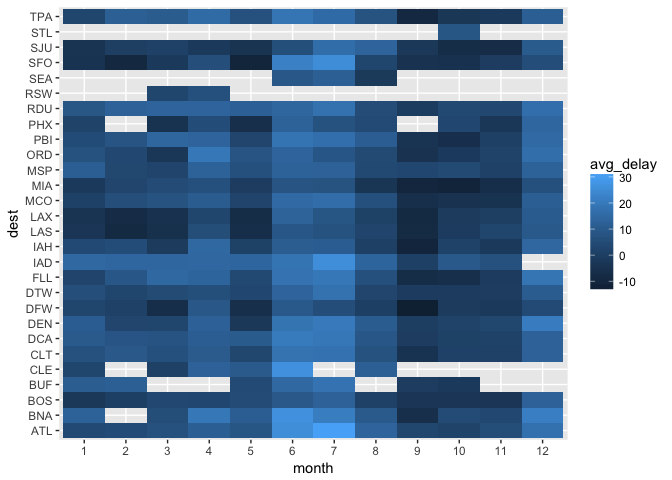 TPA
STL
SJU
SFO
SEA
RSW
RDU
PHX
PBI
ORD
MSP
MIA
MCO
LAX
LAS
IAH
IAD
FLL
DTW
DFW
DEN
DCA
CLT
CLE
BUF
BOS
BNA
ATL
dest
1 2 3 4 5 6 7 8 9 10 11 12
month
avg_delay
30
20
10
0
-10